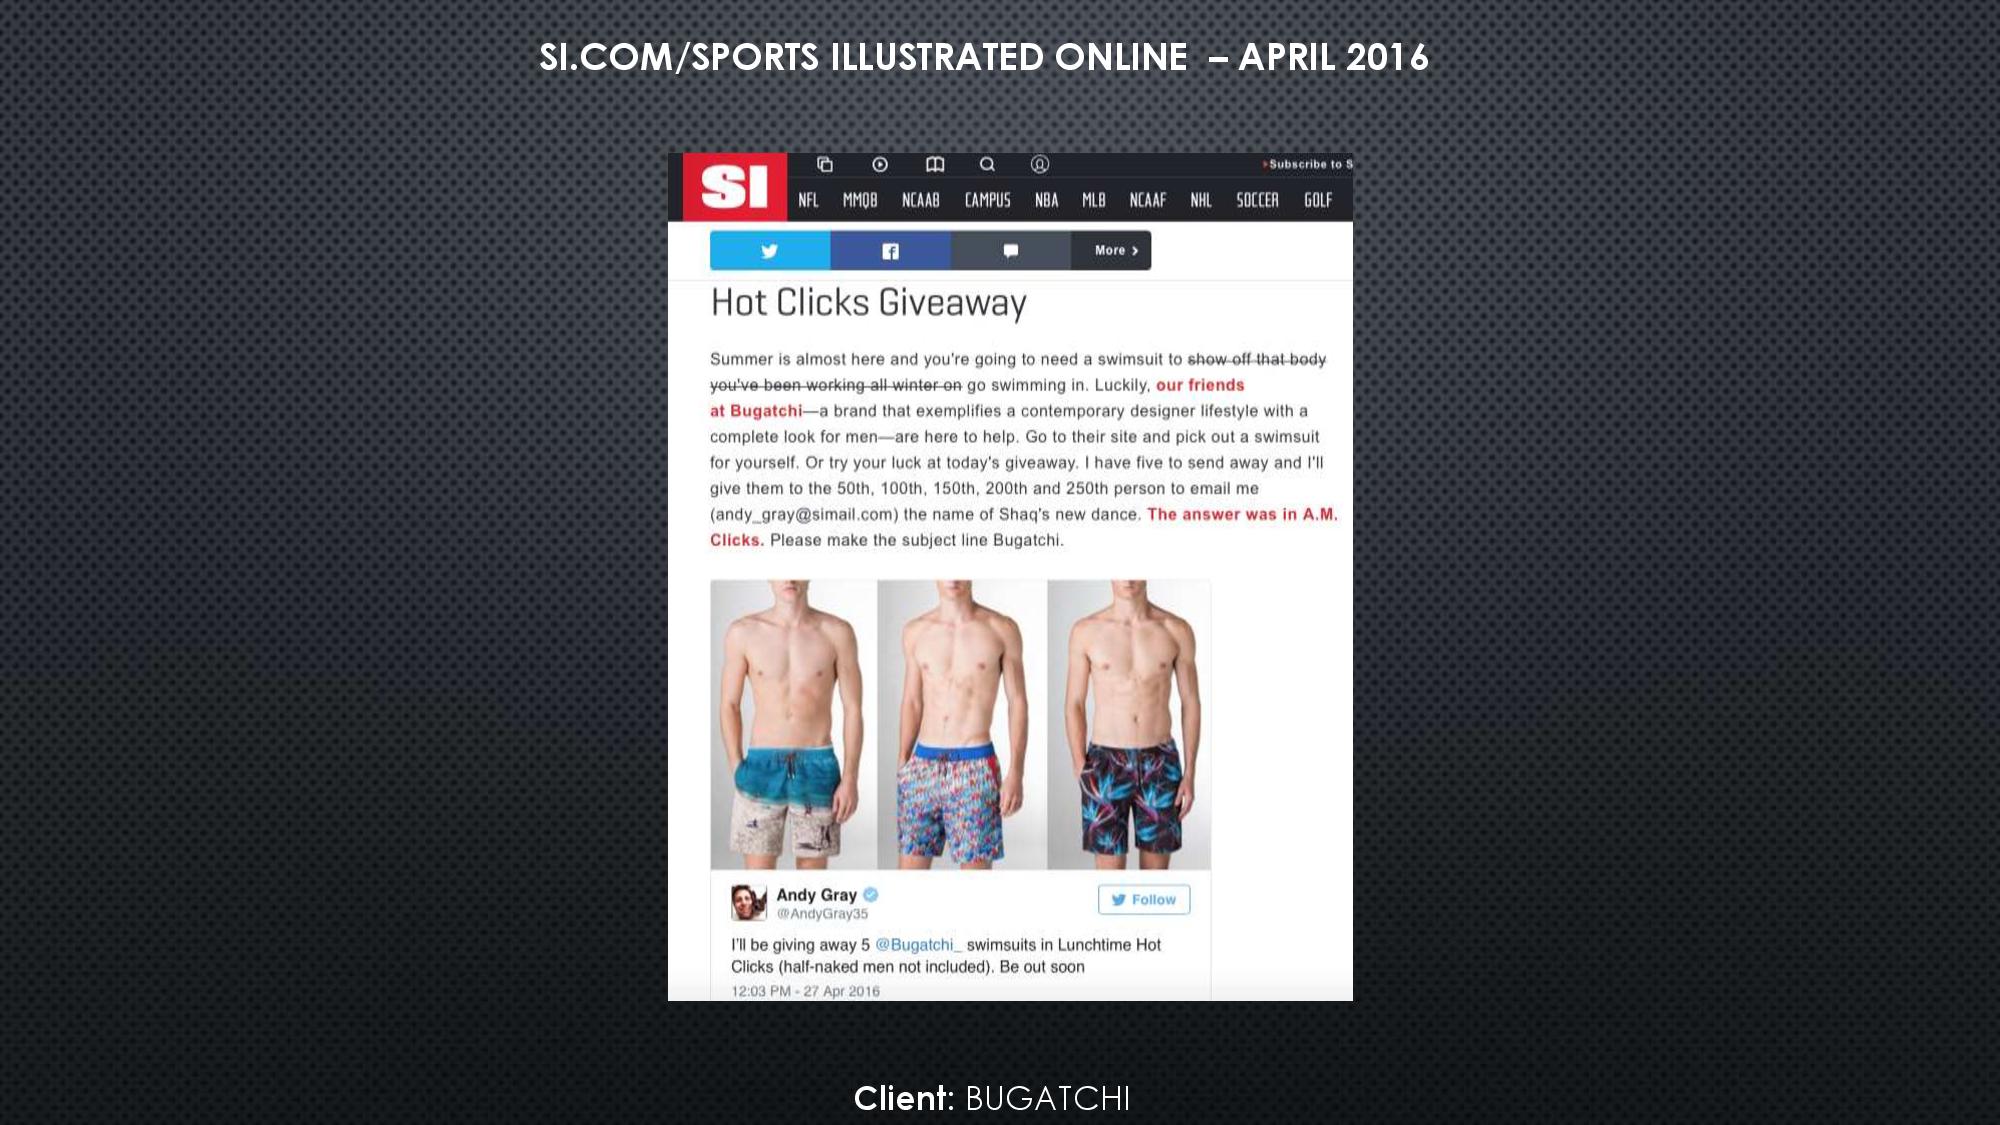 SI.COM/SPORTS ILLUSTRATED ONLINE – APRIL 2016
SI
Subscribe to S
NFL MMQB NCAAB CAMPUS NBA MLB NCAAF NHL SOCCER GOLF
More >
Hot Clicks Giveaway
Summer is almost here and you're going to need a swimsuit to show off that body
you've been working all winter on go swimming in. Luckily, our friends
at Bugatchi—a brand that exemplifies a contemporary designer lifestyle with a
complete look for men—are here to help. Go to their site and pick out a swimsuit
for yourself. Or try your luck at today's giveaway. I have five to send away and I'll
give them to the 50th, 100th, 150th, 200th and 250th person to email me
(andy_gray@simail.com) the name of Shaq's new dance. The answer was in A.M.
Clicks. Please make the subject line Bugatchi.
Andy Gray
@AndyGray35
Follow
I'll be giving away 5 @Bugatchi_ swimsuits in Lunchtime Hot
Clicks (half-naked men not included). Be out soon
12:03 PM - 27 Apr 2016
Client: BUGATCHI